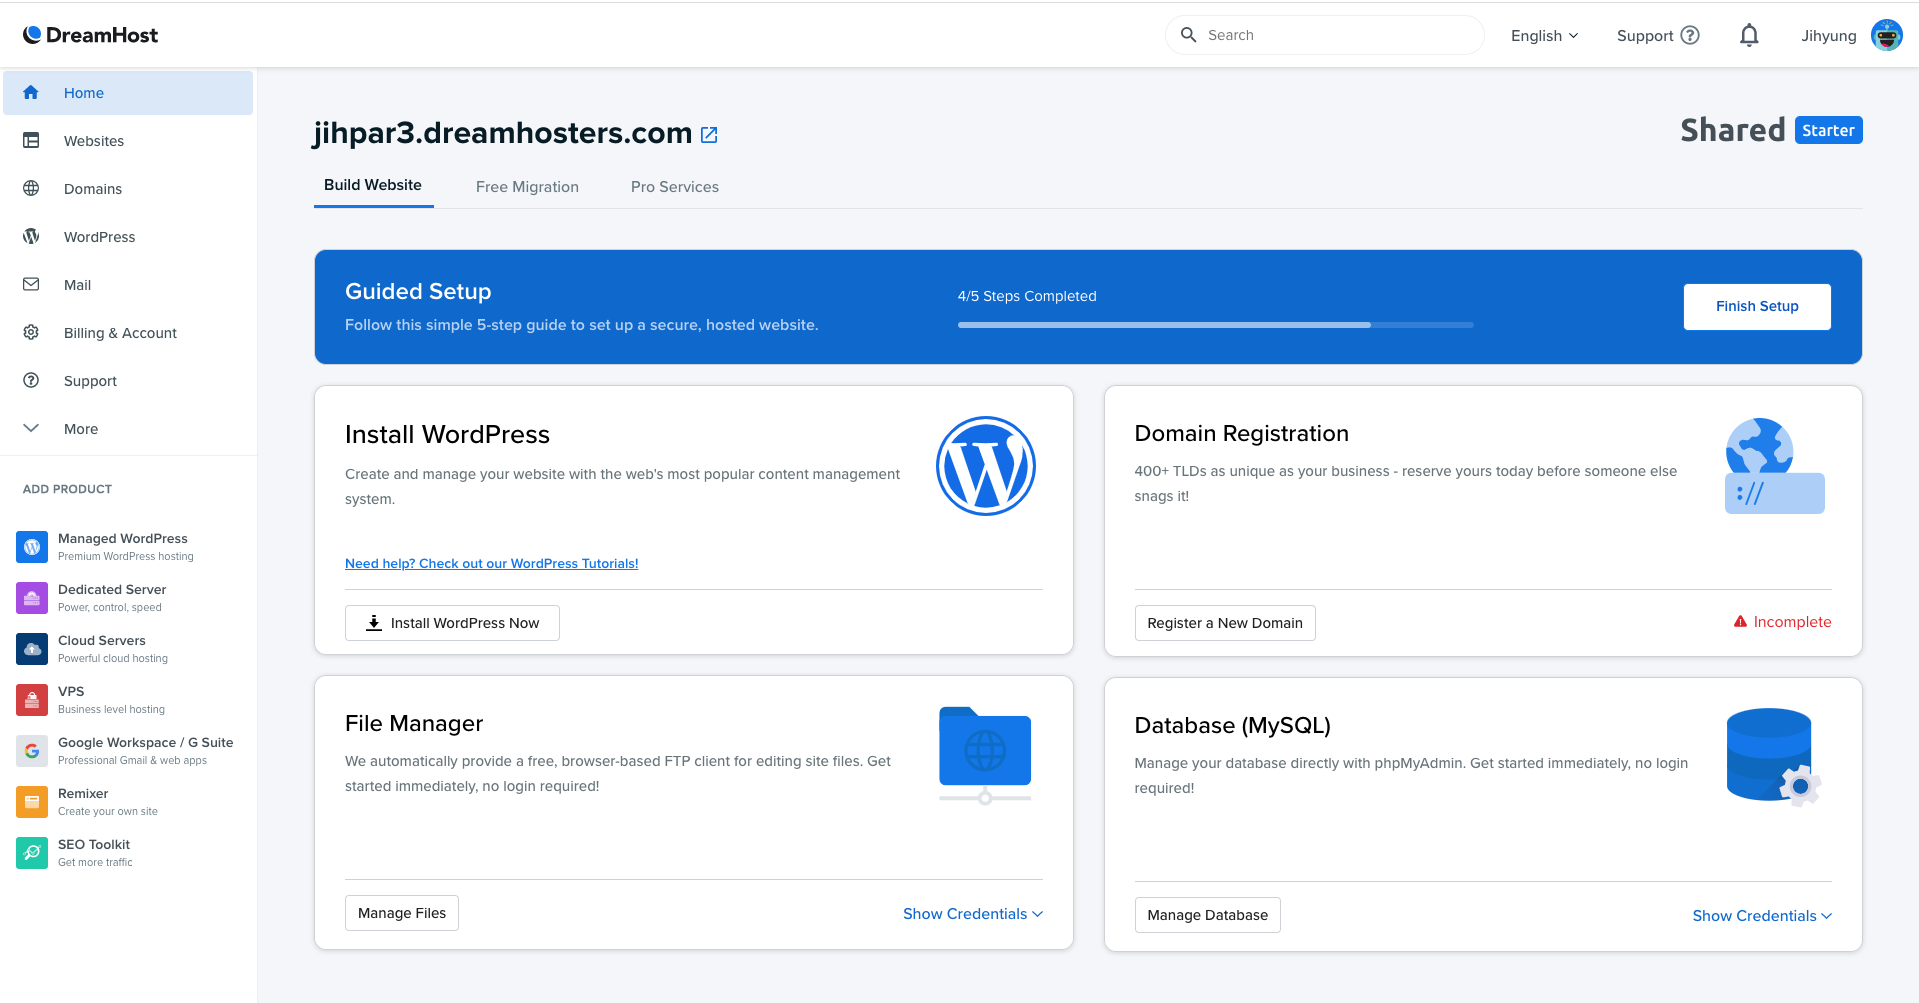 DreamHost
Search
English
Support
Jihyung
Home
Websites
Domains
WordPress
Mail
Billing & Account
Support
More
ADD PRODUCT
Managed WordPress
Premium WordPress hosting
Dedicated Server
Power, control, speed
Cloud Servers
Powerful cloud hosting
VPS
Business level hosting
Google Workspace / G Suite
Professional Gmail & web apps
Remixer
Create your own site
SEO Toolkit
Get more traffic
jihpar3.dreamhosters.com
Shared Starter
Build Website
Free Migration
Pro Services
Guided Setup
Follow this simple 5-step guide to set up a secure, hosted website.
4/5 Steps Completed
Finish Setup
Install WordPress
Create and manage your website with the web's most popular content management
system.
Need help? Check out our WordPress Tutorials!
Install WordPress Now
Domain Registration
400+ TLDs as unique as your business - reserve yours today before someone else
snags it!
://
Register a New Domain
Incomplete
File Manager
We automatically provide a free, browser-based FTP client for editing site files. Get
started immediately, no login required!
Manage Files
Show Credentials
Database (MySQL)
Manage your database directly with phpMyAdmin. Get started immediately, no login
required!
Manage Database
Show Credentials